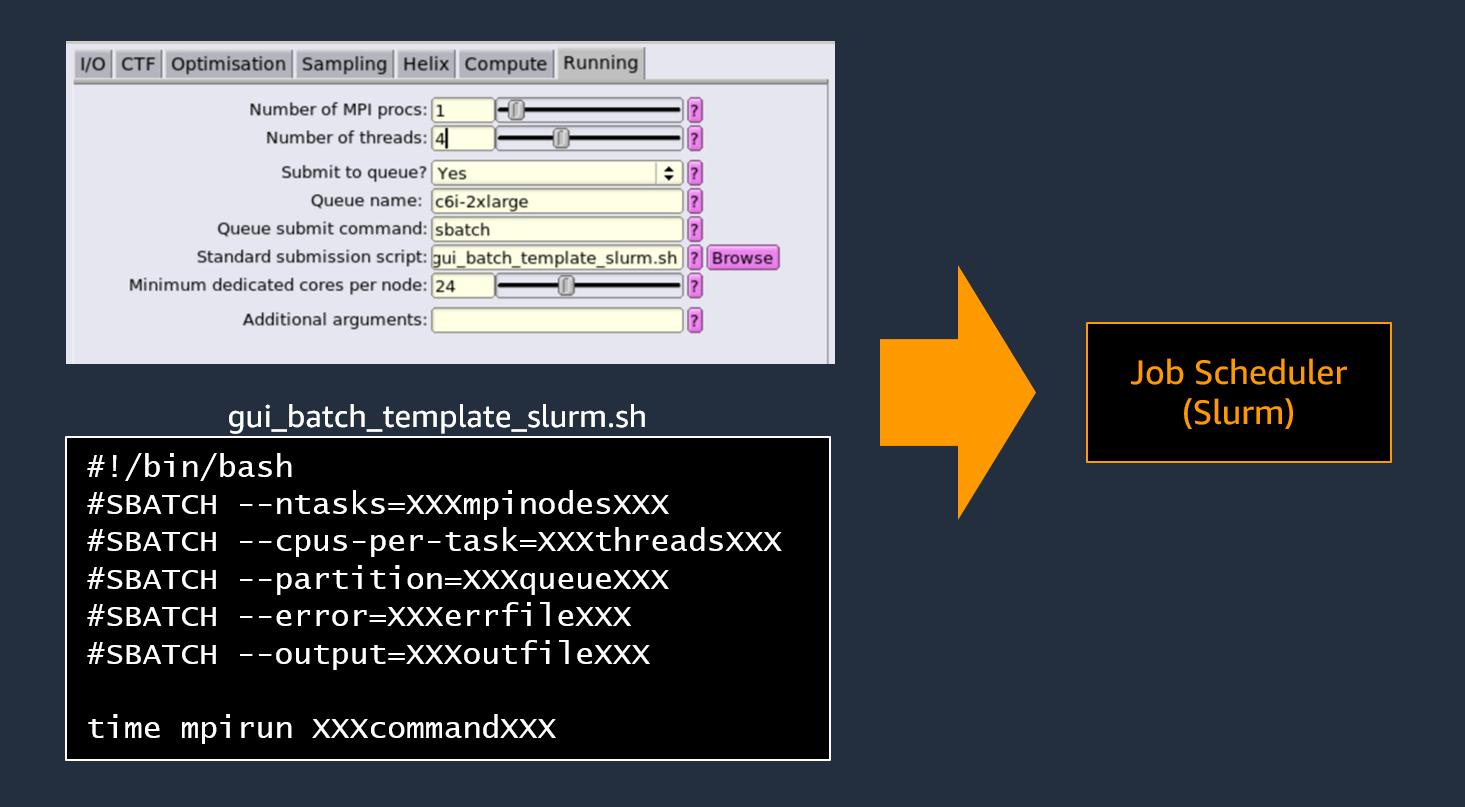 I/O CTF Optimisation Sampling Helix Compute Running
Number of MPI procs: 1 ?
Number of threads: 4 ?
Submit to queue? Yes ?
Queue name: c6i-2xlarge ?
Queue submit command: sbatch ?
Standard submission script: gui_batch_template_slurm.sh ? Browse
Minimum dedicated cores per node: 24 ?
Additional arguments: ?
gui_batch_template_slurm.sh
#!/bin/bash
#SBATCH --ntasks=XXXmpinodesXXX
#SBATCH --cpus-per-task=XXXthreadsXXX
#SBATCH --partition=XXXqueueXXX
#SBATCH --error=XXXerrfileXXX
#SBATCH --output=XXXoutfileXXX
time mpirun XXXcommandXXX
Job Scheduler
(Slurm)